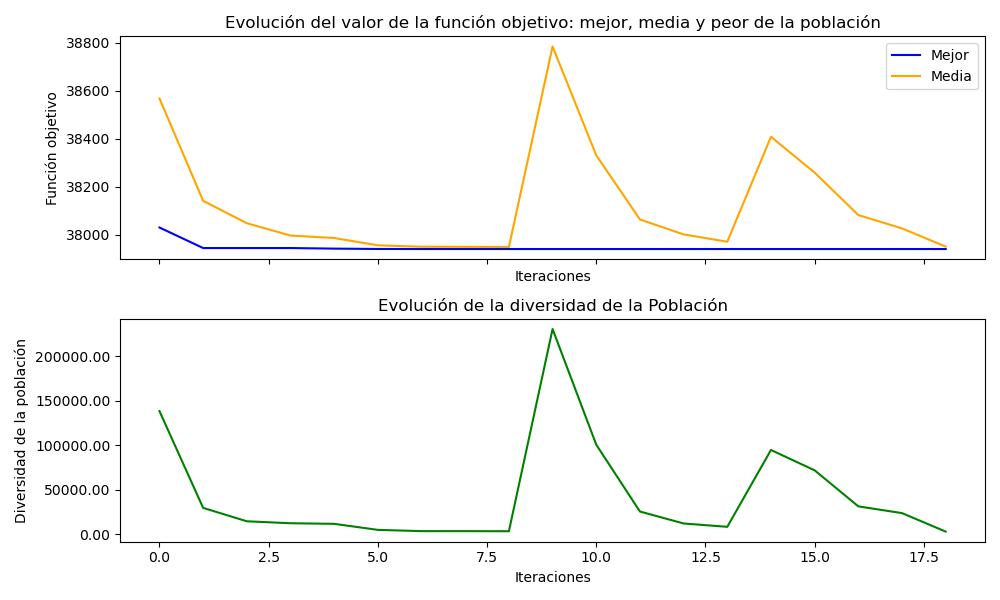 Evolución del valor de la función objetivo: mejor, media y peor de la población
38800
38600
38400
38200
38000
Función objetivo
Mejor
Media
Iteraciones
Evolución de la diversidad de la Población
200000.00
150000.00
100000.00
50000.00
0.00
Diversidad de la población
0.0 2.5 5.0 7.5 10.0 12.5 15.0 17.5
Iteraciones